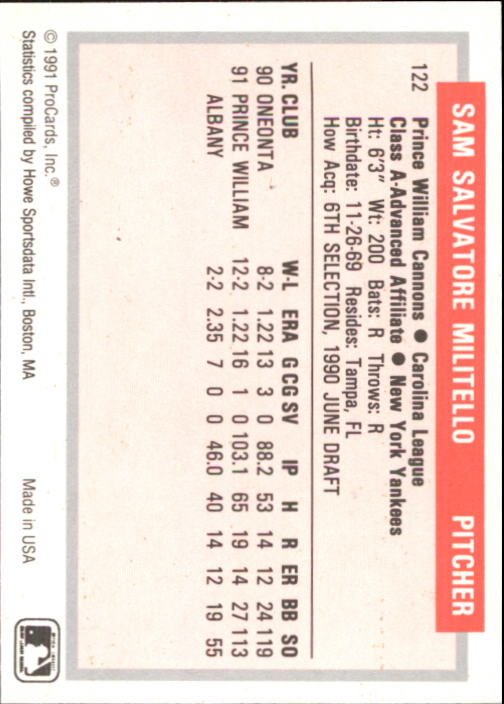 SAM SALVATORE MILITELLO PITCHER
122 Prince William Cannons ● Carolina League
Class A-Advanced Affiliate ● New York Yankees
Ht: 6'3" Wt: 200 Bats: R Throws: R
Birthdate: 11-26-69 Resides: Tampa, FL
How Acq: 6TH SELECTION, 1990 JUNE DRAFT
YR. CLUB W-L ERA G CG SV IP H R ER BB SO
90 ONEONTA 8-2 1.22 13 3 0 88.2 53 14 12 24 119
91 PRINCE WILLIAM 12-2 1.22 16 1 0 103.1 65 19 14 27 113
ALBANY 2-2 2.35 7 0 0 46.0 40 14 12 19 55
© 1991 ProCards, Inc.®
Statistics compiled by Howe Sportsdata Intl., Boston, MA Made in USA